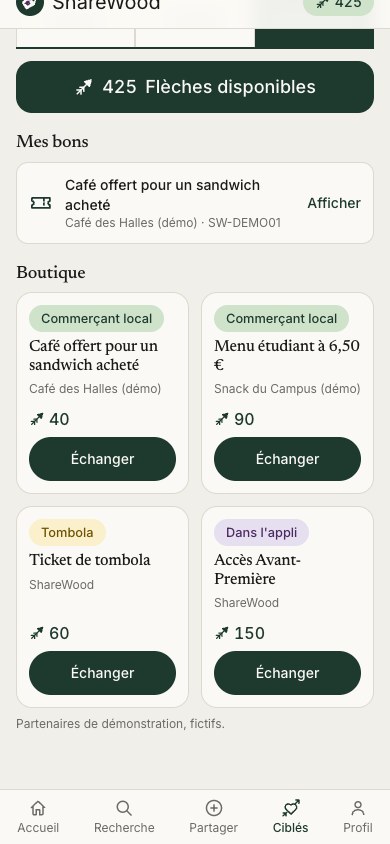 ShareWood
425
425 Flèches disponibles
Mes bons
Café offert pour un sandwich
acheté
Café des Halles (démo) · SW-DEMO01
Afficher
Boutique
Commerçant local
Café offert pour un
sandwich acheté
Café des Halles (démo)
40
Échanger
Commerçant local
Menu étudiant à 6,50
€
Snack du Campus (démo)
90
Échanger
Tombola
Ticket de tombola
ShareWood
60
Échanger
Dans l'appli
Accès Avant-
Première
ShareWood
150
Échanger
Partenaires de démonstration, fictifs.
Accueil
Recherche
Partager
Ciblés
Profil